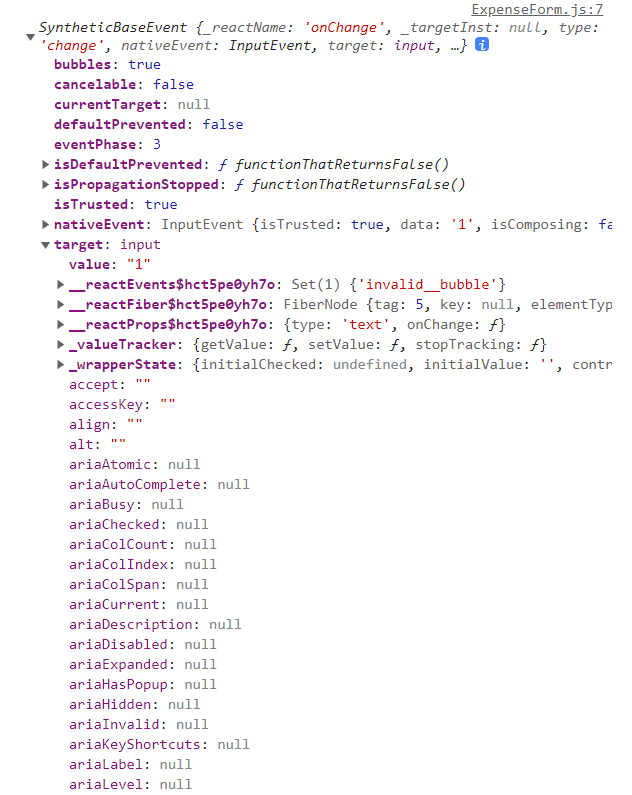 ExpenseForm.js:7
SyntheticBaseEvent {_reactName: 'onChange', _targetInst: null, type:
'change', nativeEvent: InputEvent, target: input, …} i
bubbles: true
cancelable: false
currentTarget: null
defaultPrevented: false
eventPhase: 3
isDefaultPrevented: ƒ functionThatReturnsFalse()
isPropagationStopped: ƒ functionThatReturnsFalse()
isTrusted: true
nativeEvent: InputEvent {isTrusted: true, data: '1', isComposing: fa
target: input
value: "1"
__reactEvents$hct5pe0yh7o: Set(1) {'invalid__bubble'}
__reactFiber$hct5pe0yh7o: FiberNode {tag: 5, key: null, elementTyp
__reactProps$hct5pe0yh7o: {type: 'text', onChange: ƒ}
_valueTracker: {getValue: ƒ, setValue: ƒ, stopTracking: ƒ}
_wrapperState: {initialChecked: undefined, initialValue: '', contr
accept: ""
accessKey: ""
align: ""
alt: ""
ariaAtomic: null
ariaAutoComplete: null
ariaBusy: null
ariaChecked: null
ariaColCount: null
ariaColIndex: null
ariaColSpan: null
ariaCurrent: null
ariaDescription: null
ariaDisabled: null
ariaExpanded: null
ariaHasPopup: null
ariaHidden: null
ariaInvalid: null
ariaKeyShortcuts: null
ariaLabel: null
ariaLevel: null